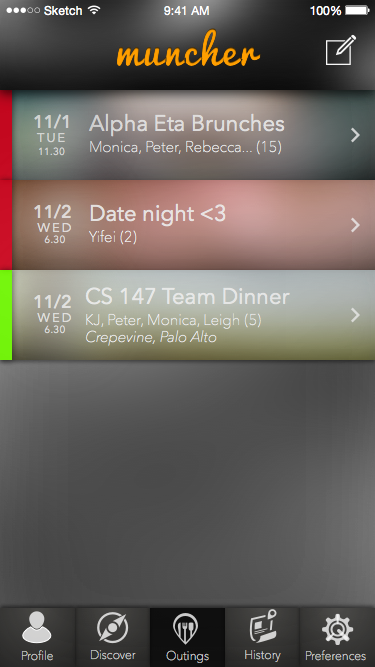 Sketch 9:41 AM 100%
muncher
11/1
TUE
11.30
Alpha Eta Brunches
Monica, Peter, Rebecca... (15)
11/2
WED
6.30
Date night <3
Yifei (2)
11/2
WED
6.30
CS 147 Team Dinner
KJ, Peter, Monica, Leigh (5)
Crepevine, Palo Alto
Profile Discover Outings History Preferences